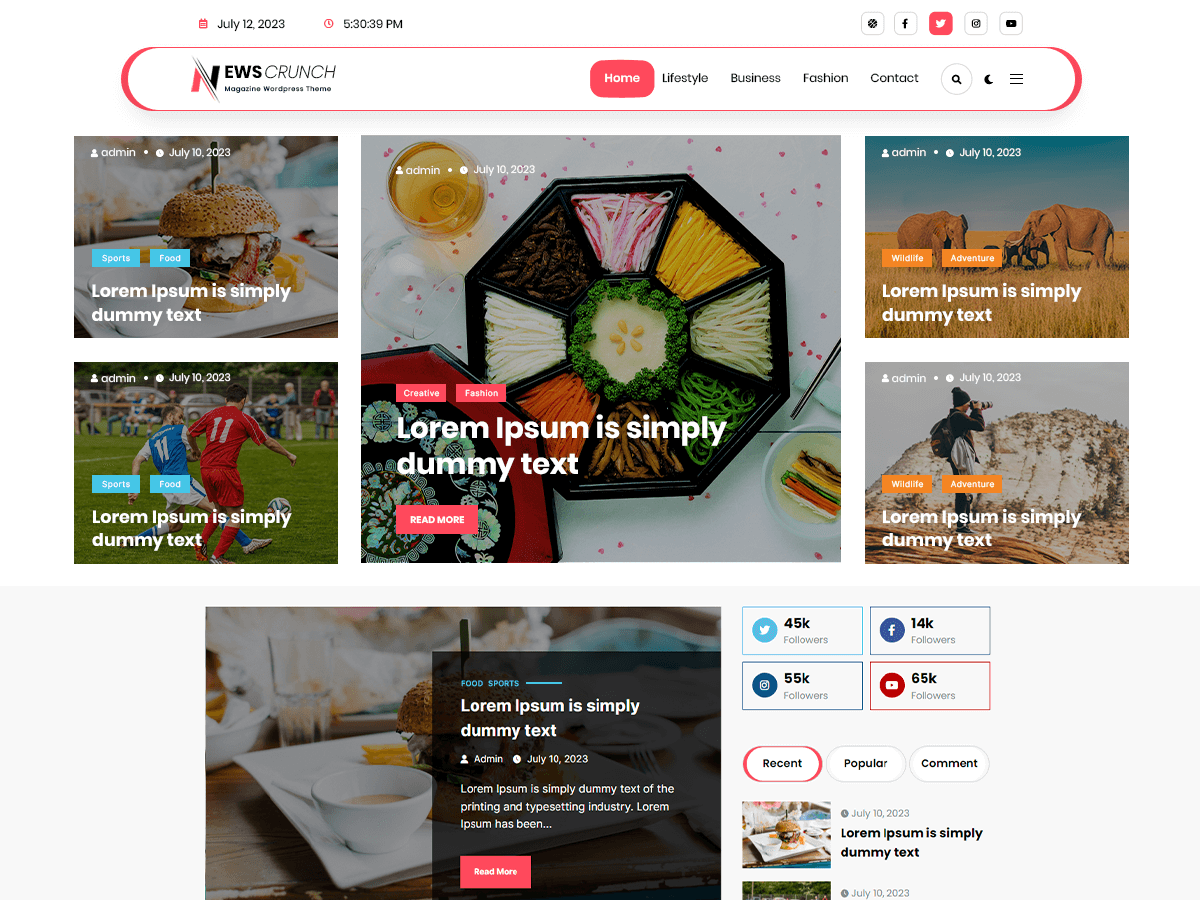 July 12, 2023 5:30:39 PM
NEWS CRUNCH
Magazine Wordpress Theme
Home Lifestyle Business Fashion Contact
admin • July 10, 2023
Sports Food
Lorem Ipsum is simply
dummy text
admin • July 10, 2023
Sports Food
11
11
Lorem Ipsum is simply
dummy text
admin • July 10, 2023
Creative Fashion
Lorem Ipsum is simply
dummy text
READ MORE
admin • July 10, 2023
Wildlife Adventure
Lorem Ipsum is simply
dummy text
admin • July 10, 2023
Wildlife Adventure
Lorem Ipsum is simply
dummy text
FOOD SPORTS
Lorem Ipsum is simply
dummy text
Admin July 10, 2023
Lorem Ipsum is simply dummy text of the
printing and typesetting industry. Lorem
Ipsum has been...
Read More
45k
Followers
14k
Followers
55k
Followers
65k
Followers
Recent Popular Comment
July 10, 2023
Lorem Ipsum is simply
dummy text
July 10, 2023